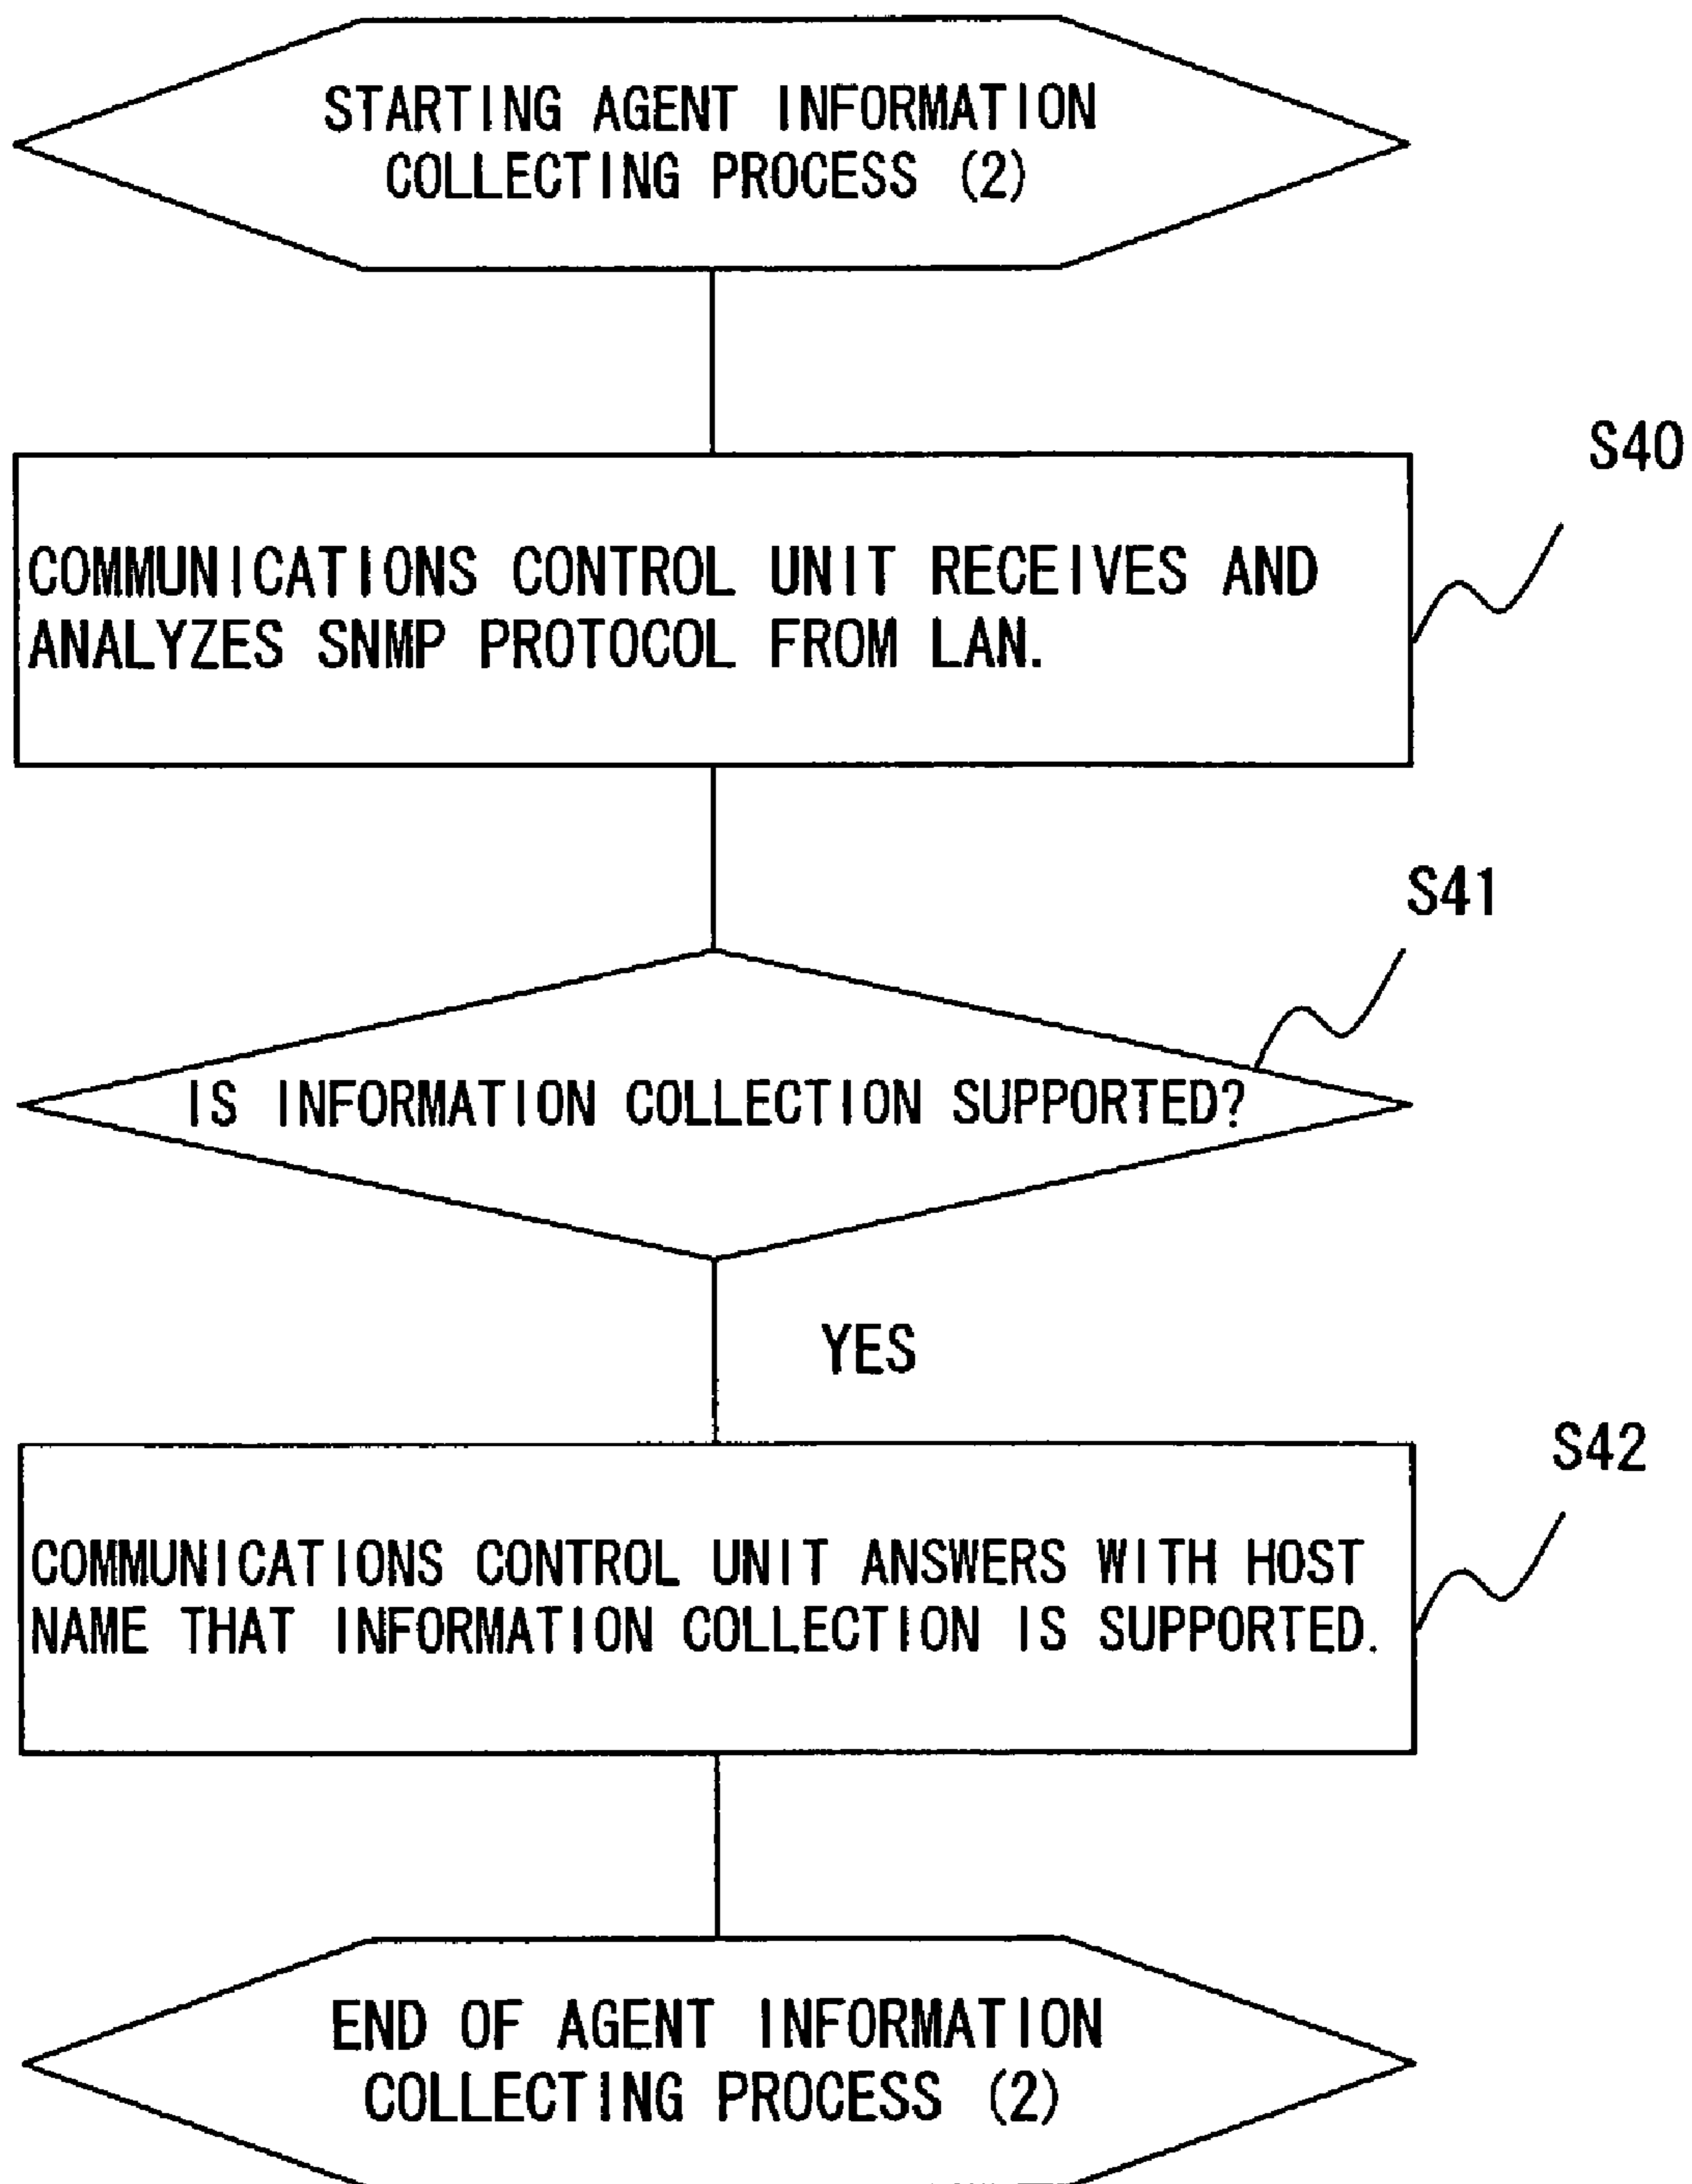 STARTING AGENT INFORMATION
COLLECTING PROCESS (2)
S40
COMMUNICATIONS CONTROL UNIT RECEIVES AND
ANALYZES SNMP PROTOCOL FROM LAN.
S41
IS INFORMATION COLLECTION SUPPORTED?
YES
S42
COMMUNICATIONS CONTROL UNIT ANSWERS WITH HOST
NAME THAT INFORMATION COLLECTION IS SUPPORTED.
END OF AGENT INFORMATION
COLLECTING PROCESS (2)